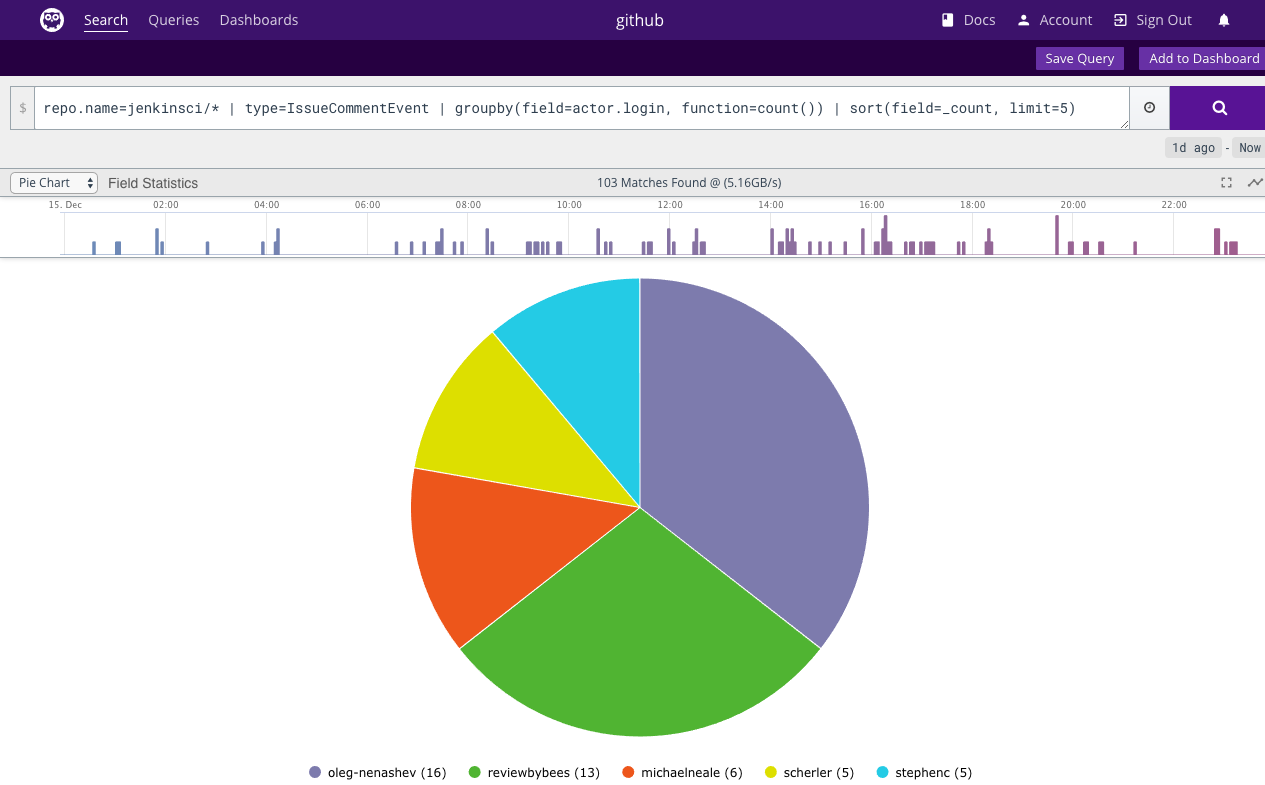 Search Queries Dashboards github Docs Account Sign Out
Save Query Add to Dashboard
$ repo.name=jenkinsci/* | type=IssueCommentEvent | groupby(field=actor.login, function=count()) | sort(field=_count, limit=5)
1d ago - Now
Pie Chart Field Statistics 103 Matches Found @ (5.16GB/s)
15. Dec 02:00 04:00 06:00 08:00 10:00 12:00 14:00 16:00 18:00 20:00 22:00
oleg-nenashev (16) reviewbybees (13) michaelneale (6) scherler (5) stephenc (5)